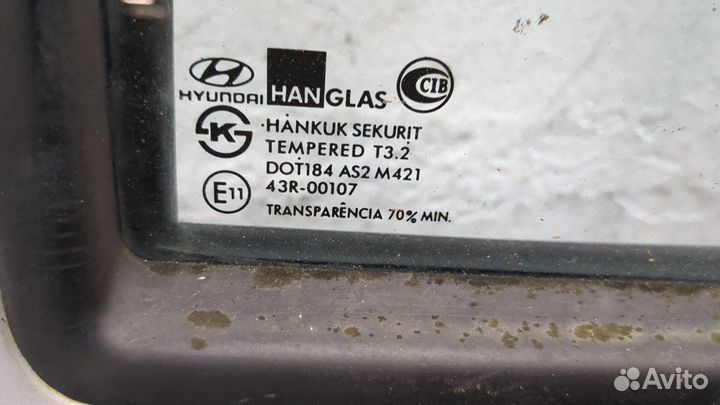 HYUNDAI HANGLAS CIB
K
·HANKUK SEKURIT
TEMPERED T3.2
DOT184 AS2 M421
E11 43R-00107
TRANSPARÊNCIA 70% MIN.
Avito